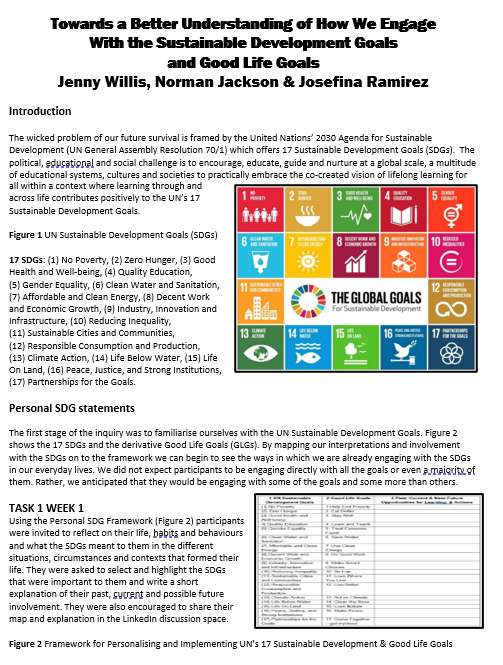 Towards a Better Understanding of How We Engage
With the Sustainable Development Goals
and Good Life Goals
Jenny Willis, Norman Jackson & Josefina Ramirez
Introduction
The wicked problem of our future survival is framed by the United Nations’ 2030 Agenda for Sustainable
Development (UN General Assembly Resolution 70/1) which offers 17 Sustainable Development Goals (SDGs). The
political, educational and social challenge is to encourage, educate, guide and nurture at a global scale, a multitude
of educational systems, cultures and societies to practically embrace the co-created vision of lifelong learning for
all within a context where learning through and
across life contributes positively to the UN’s 17
Sustainable Development Goals.
Figure 1 UN Sustainable Development Goals (SDGs)
17 SDGs: (1) No Poverty, (2) Zero Hunger, (3) Good
Health and Well-being, (4) Quality Education,
(5) Gender Equality, (6) Clean Water and Sanitation,
(7) Affordable and Clean Energy, (8) Decent Work
and Economic Growth, (9) Industry, Innovation and
Infrastructure, (10) Reducing Inequality,
(11) Sustainable Cities and Communities,
(12) Responsible Consumption and Production,
(13) Climate Action, (14) Life Below Water, (15) Life
On Land, (16) Peace, Justice, and Strong Institutions,
(17) Partnerships for the Goals.
1 NO POVERTY
2 ZERO HUNGER
3 GOOD HEALTH AND WELL-BEING
4 QUALITY EDUCATION
5 GENDER EQUALITY
6 CLEAN WATER AND SANITATION
7 AFFORDABLE AND CLEAN ENERGY
8 DECENT WORK AND ECONOMIC GROWTH
9 INDUSTRY, INNOVATION AND INFRASTRUCTURE
10 REDUCED INEQUALITIES
11 SUSTAINABLE CITIES AND COMMUNITIES
THE GLOBAL GOALS
For Sustainable Development
12 RESPONSIBLE CONSUMPTION AND PRODUCTION
13 CLIMATE ACTION
14 LIFE BELOW WATER
15 LIFE ON LAND
16 PEACE AND JUSTICE STRONG INSTITUTIONS
17 PARTNERSHIPS FOR THE GOALS
Personal SDG statements
The first stage of the inquiry was to familiarise ourselves with the UN Sustainable Development Goals. Figure 2
shows the 17 SDGs and the derivative Good Life Goals (GLGs). By mapping our interpretations and involvement
with the SDGs on to the framework we can begin to see the ways in which we are already engaging with the SDGs
in our everyday lives. We did not expect participants to be engaging directly with all the goals or even a majority of
them. Rather, we anticipated that they would be engaging with some of the goals and some more than others.
TASK 1 WEEK 1
Using the Personal SDG Framework (Figure 2) participants
were invited to reflect on their life, habits and behaviours
and what the SDGs meant to them in the different
situations, circumstances and contexts that formed their
life. They were asked to select and highlight the SDGs
that were important to them and write a short
explanation of their past, current and possible future
involvement. They were also encouraged to share their
map and explanation in the LinkedIn discussion space.
Figure 2 Framework for Personalising and Implementing UN’s 17 Sustainable Development & Good Life Goals